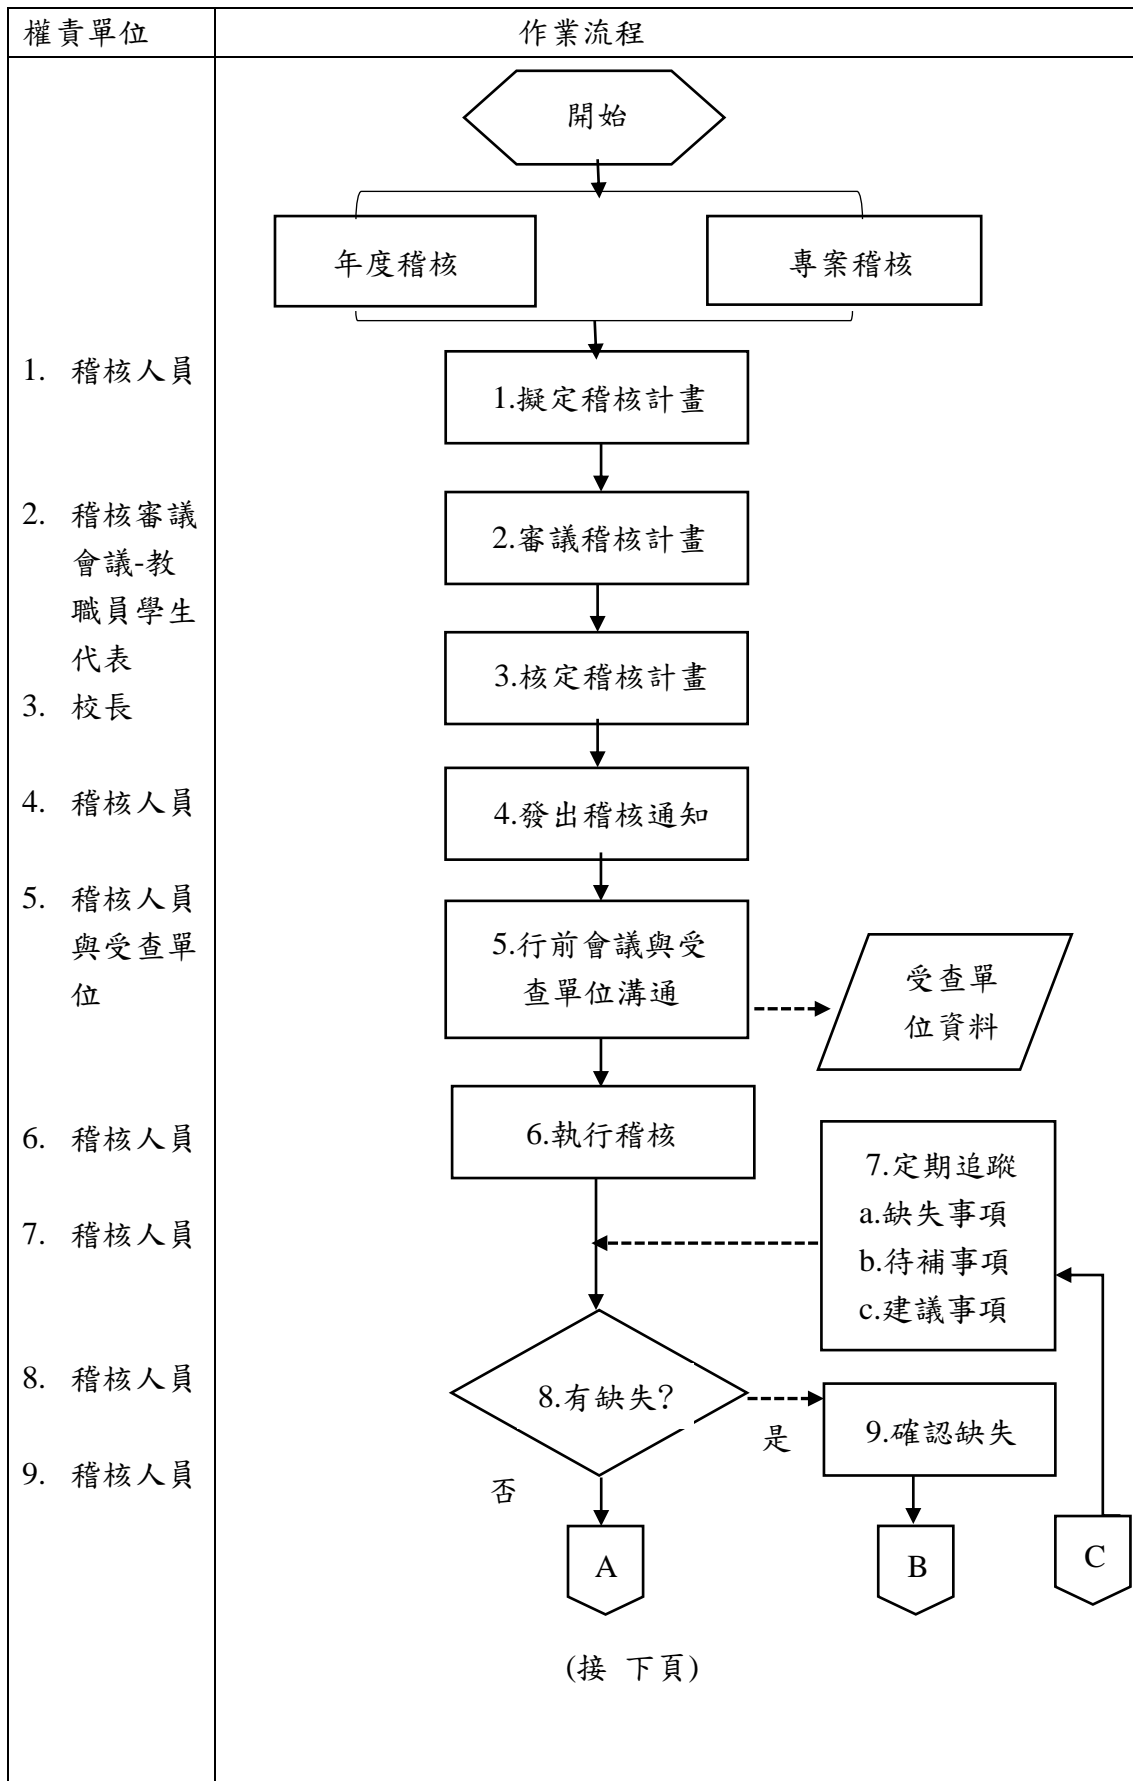 權責單位
作業流程
開始
年度稽核
專案稽核
1. 稽核人員
1.擬定稽核計畫
2. 稽核審議
會議-教
職員學生
代表
2.審議稽核計畫
3. 校長
3.核定稽核計畫
4. 稽核人員
4.發出稽核通知
5. 稽核人員
與受查單
位
5.行前會議與受
查單位溝通
受查單
位資料
6. 稽核人員
6.執行稽核
7. 稽核人員
7.定期追蹤
a.缺失事項
b.待補事項
c.建議事項
8. 稽核人員
8.有缺失?
是
9. 稽核人員
9.確認缺失
否
A
B
C
(接 下頁)